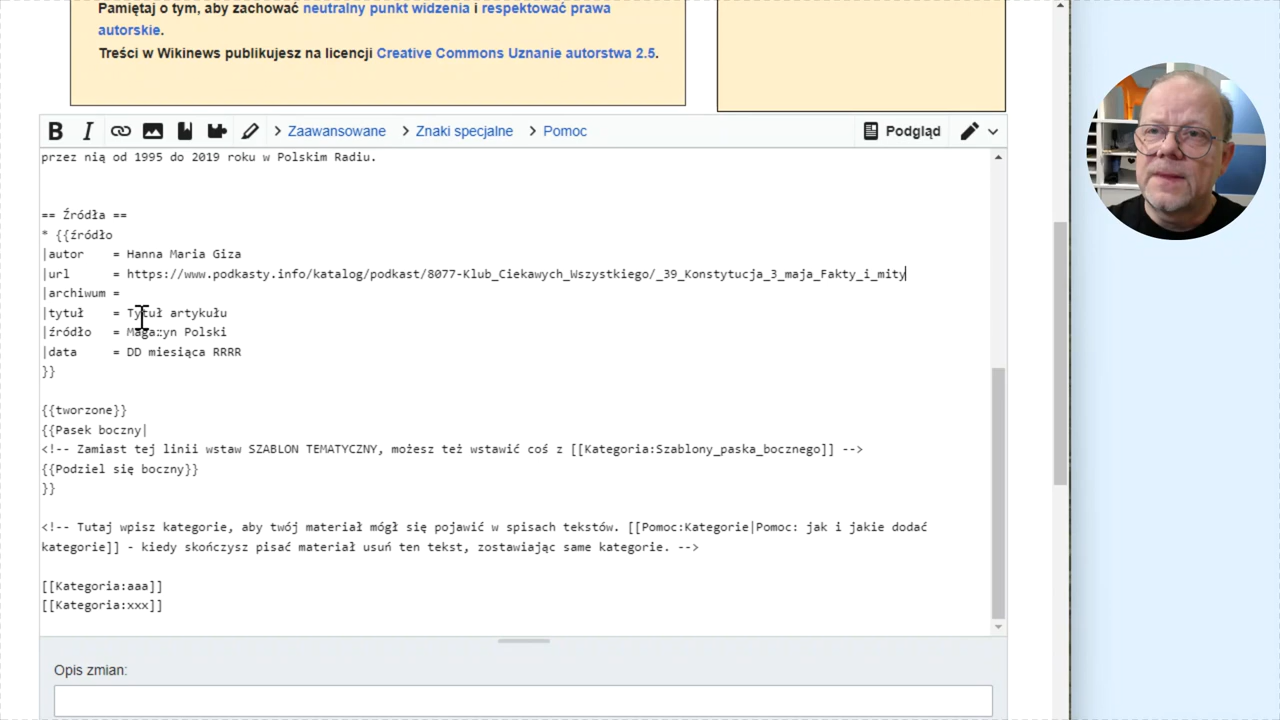 Pamiętaj o tym, aby zachować neutralny punkt widzenia i respektować prawa
autorskie.
Treści w Wikinews publikujesz na licencji Creative Commons Uznanie autorstwa 2.5.
B I Zaawansowane Znaki specjalne Pomoc Podgląd
przez nią od 1995 do 2019 roku w Polskim Radiu.
== Źródła ==
* {{źródło
|autor = Hanna Maria Giza
|url = https://www.podkasty.info/katalog/podkast/8077-Klub_Ciekawych_Wszystkiego/_39_Konstytucja_3_maja_Fakty_i_mity
|archiwum =
|tytuł = Tytuł artykułu
|źródło = Magazyn Polski
|data = DD miesiąca RRRR
}}
{{tworzone}}
{{Pasek boczny|
<!-- Zamiast tej linii wstaw SZABLON TEMATYCZNY, możesz też wstawić coś z [[Kategoria:Szablony_paska_bocznego]] -->
{{Podziel się boczny}}
}}
<!-- Tutaj wpisz kategorie, aby twój materiał mógł się pojawić w spisach tekstów. [[Pomoc:Kategorie|Pomoc: jak i jakie dodać
kategorie]] - kiedy skończysz pisać materiał usuń ten tekst, zostawiając same kategorie. -->
[[Kategoria:aaa]]
[[Kategoria:xxx]]
Opis zmian: